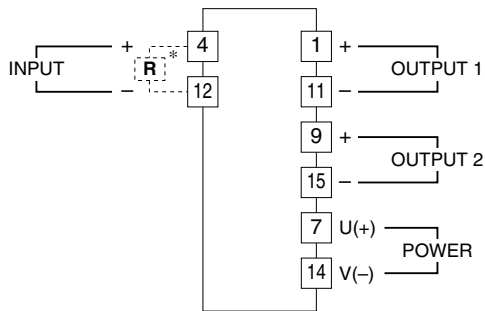 INPUT + R * 4
– 12
1 + OUTPUT 1
11 –
9 + OUTPUT 2
15 –
7 U(+) POWER
14 V(–)